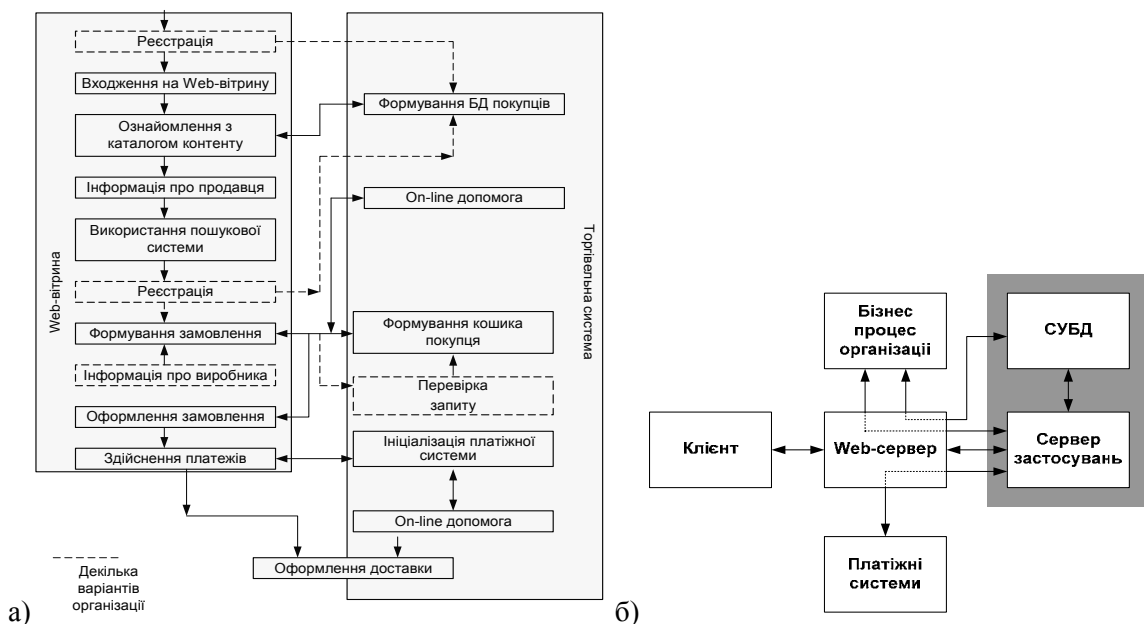 Реєстрація
Входження на Web-вітрину
Ознайомлення з
каталогом контенту
Інформація про продавця
Використання пошукової
системи
Реєстрація
Формування замовлення
Інформація про виробника
Оформлення замовлення
Здійснення платежів
Web-вітрина
Формування БД покупців
On-line допомога
Формування кошика
покупця
Перевірка
запиту
Ініціалізація платіжної
системи
On-line допомога
Оформлення доставки
Торгівельна система
Декілька
варіантів
організації
а)
Бізнес
процес
організації
СУБД
Клієнт
Web-сервер
Сервер
застосувань
Платіжні
системи
б)